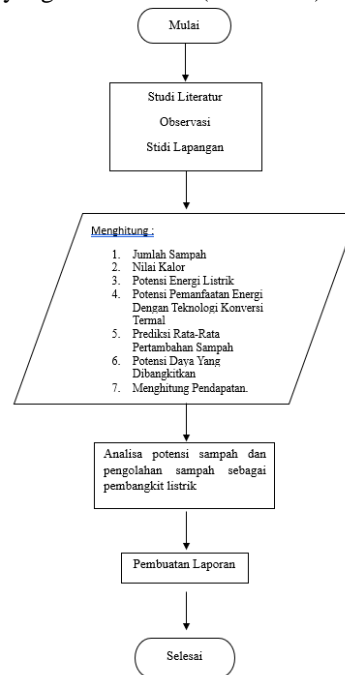 Mulai
Studi Literatur
Observasi
Stidi Lapangan
Menghitung :
1. Jumlah Sampah
2. Nilai Kalor
3. Potensi Energi Listrik
4. Potensi Pemanfaatan Energi
Dengan Teknologi Konversi
Termal
5. Prediksi Rata-Rata
Pertambahan Sampah
6. Potensi Daya Yang
Dibangkitkan
7. Menghitung Pendapatan.
Analisa potensi sampah dan
pengolahan sampah sebagai
pembangkit listrik
Pembuatan Laporan
Selesai